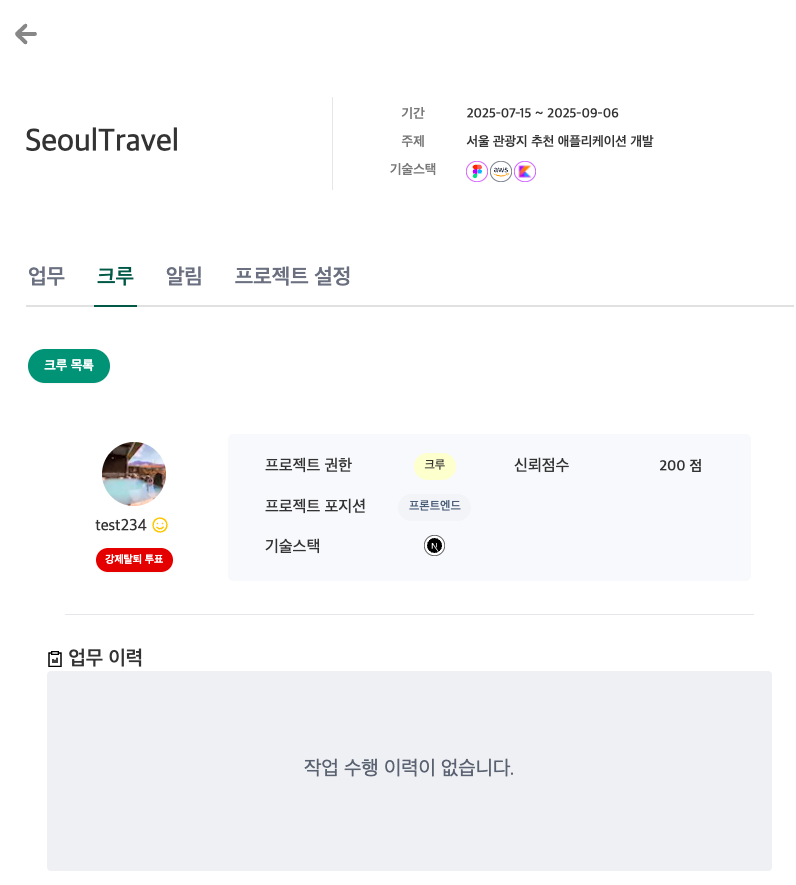 SeoulTravel
기간 2025-07-15 ~ 2025-09-06
주제 서울 관광지 추천 애플리케이션 개발
기술스택 aws
업무 크루 알림 프로젝트 설정
크루 목록
test234
강제탈퇴 투표
프로젝트 권한 크루 신뢰점수 200 점
프로젝트 포지션 프론트엔드
기술스택 N
업무 이력
작업 수행 이력이 없습니다.